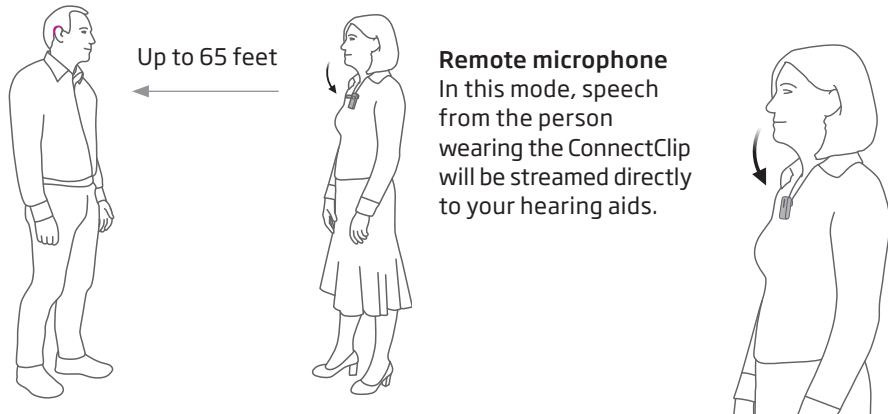 Up to 65 feet
Remote microphone
In this mode, speech
from the person
wearing the ConnectClip
will be streamed directly
to your hearing aids.